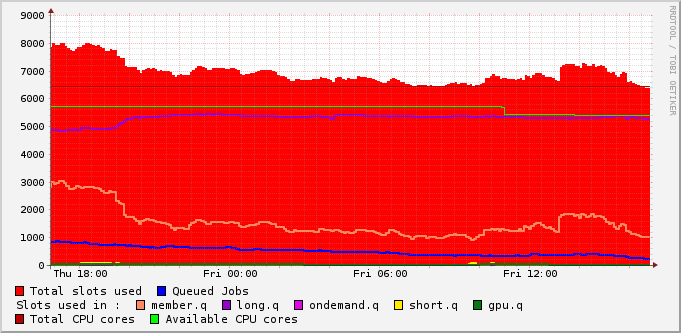 9000
8000
7000
6000
5000
4000
3000
2000
1000
0
Thu 18:00 Fri 00:00 Fri 06:00 Fri 12:00
RRDTOOL / TOBI OETIKER
Total slots used Queued Jobs
Slots used in : member.q long.q ondemand.q short.q gpu.q
Total CPU cores Available CPU cores